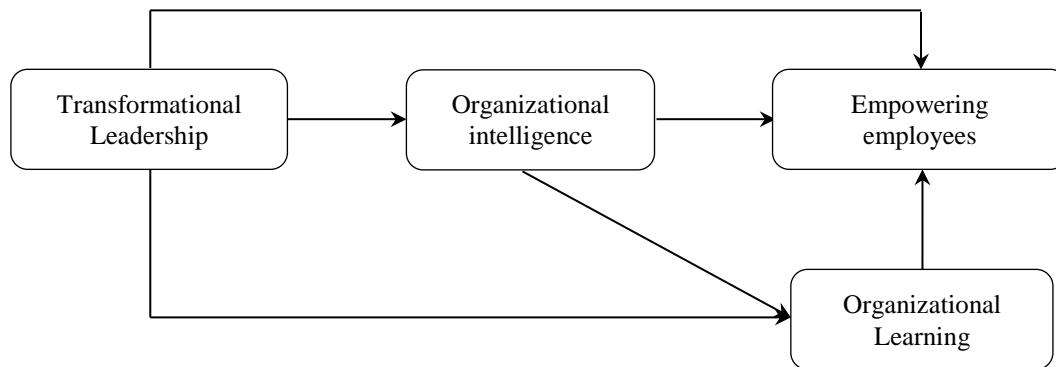 Transformational
Leadership
Organizational
intelligence
Empowering
employees
Organizational
Learning